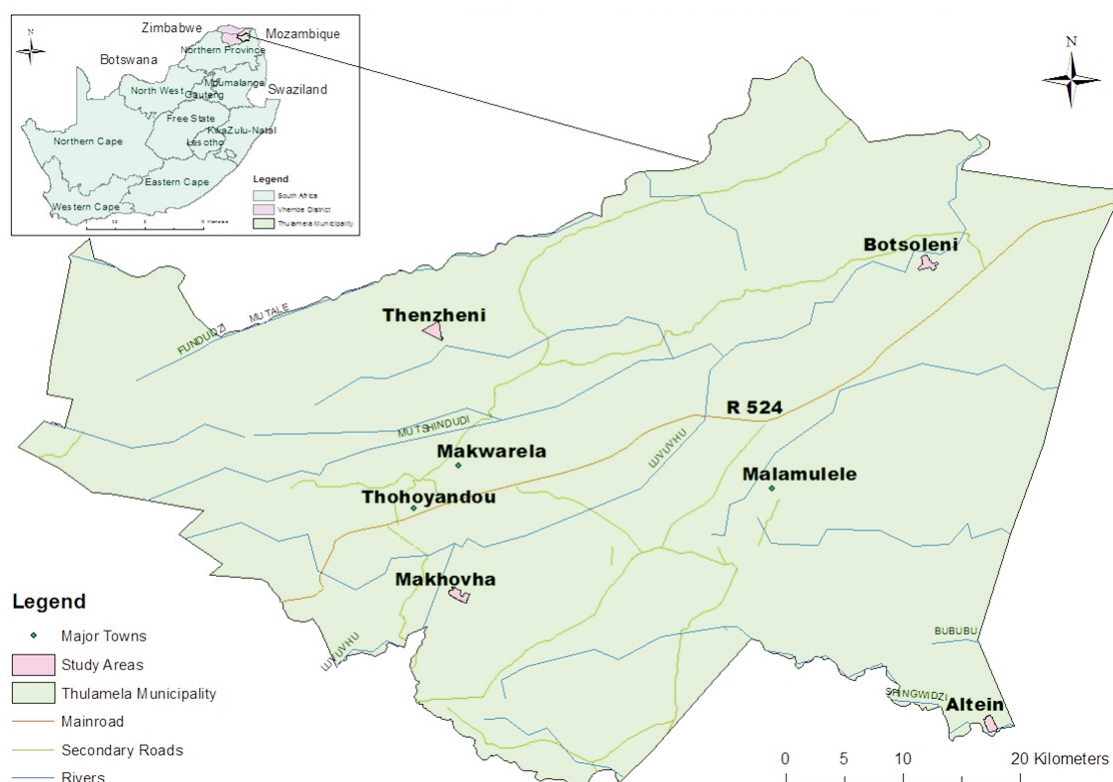 N
Zimbabwe
Mozambique
Northern Province
Botswana
Mpumalanga
North West
Gauteng
Swaziland
Free State
KwaZulu-Natal
Lesotho
Northern Cape
Eastern Cape
Western Cape
Legend
South Africa
Vhembe District
Thulamela Municipality
N
Botsoleni
Thenzheni
FUNDUDZI
MUTALE
R 524
MUTSHINDUDI
LUVUVHU
Makwarela
Malamulele
Thohoyandou
Makhovha
LUVUVHU
BUBUBU
SHINGWIDZI
Altein
Legend
Major Towns
Study Areas
Thulamela Municipality
Mainroad
Secondary Roads
Rivers
0 5 10 20 Kilometers